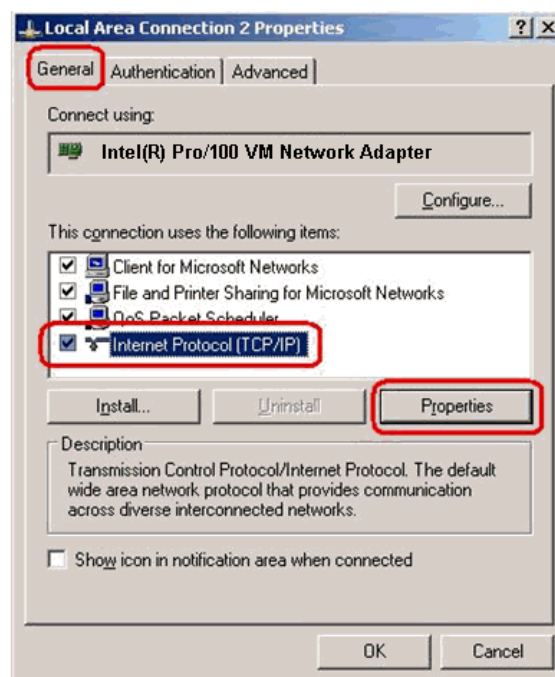 Local Area Connection 2 Properties
? X
General Authentication Advanced
Connect using:
Intel(R) Pro/100 VM Network Adapter
Configure...
This connection uses the following items:
Client for Microsoft Networks
File and Printer Sharing for Microsoft Networks
QoS Packet Scheduler
Internet Protocol (TCP/IP)
Install... Uninstall Properties
Description
Transmission Control Protocol/Internet Protocol. The default
wide area network protocol that provides communication
across diverse interconnected networks.
Show icon in notification area when connected
OK Cancel